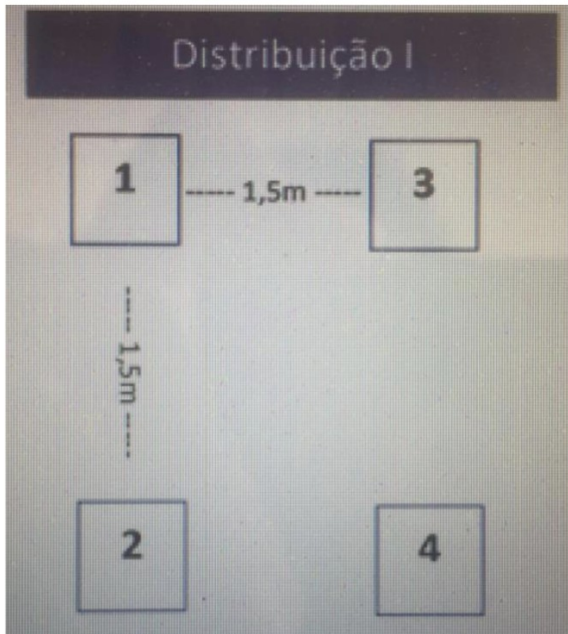 Distribuição I
1 ----- 1,5m ----- 3
---- 1,5m -----
2 4